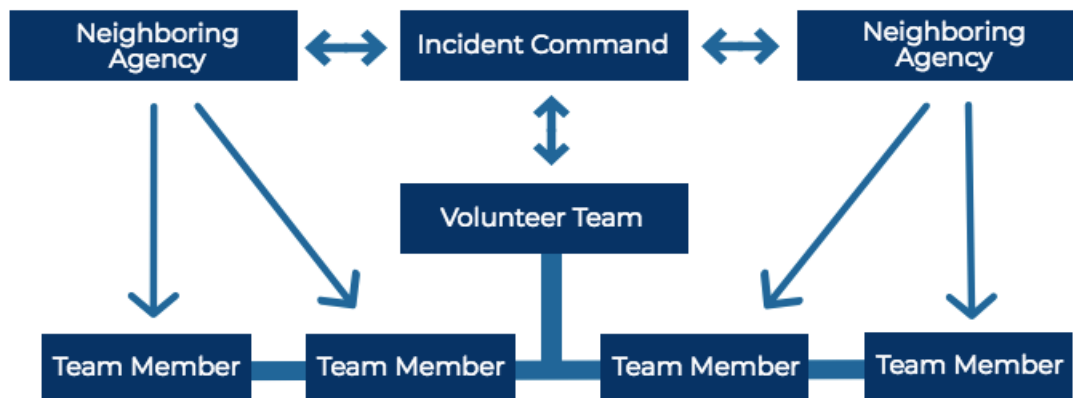 Neighboring
Agency
Incident Command
Neighboring
Agency
Volunteer Team
Team Member
Team Member
Team Member
Team Member